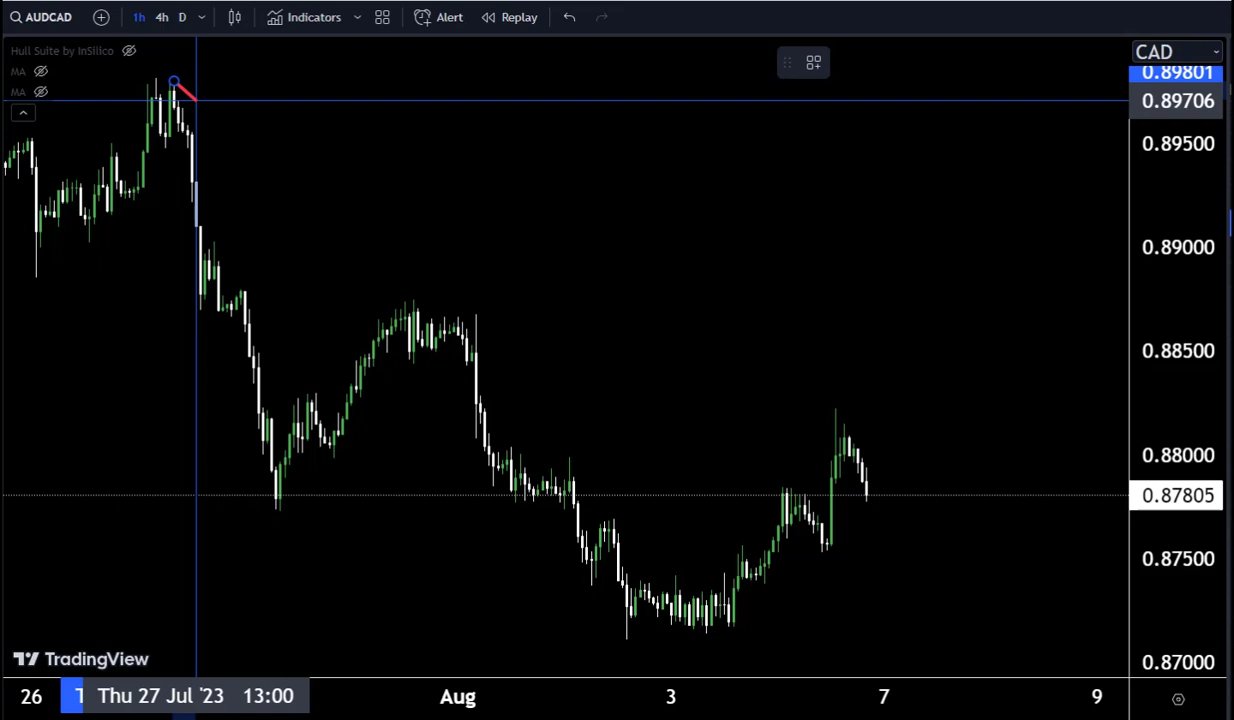 AUDCAD 1h 4h D Indicators Alert Replay
Hull Suite by InSilico
MA
MA
CAD
0.89801
0.89706
0.89500
0.89000
0.88500
0.88000
0.87805
0.87500
0.87000
TradingView
26 T Thu 27 Jul '23 13:00 Aug 3 7 9